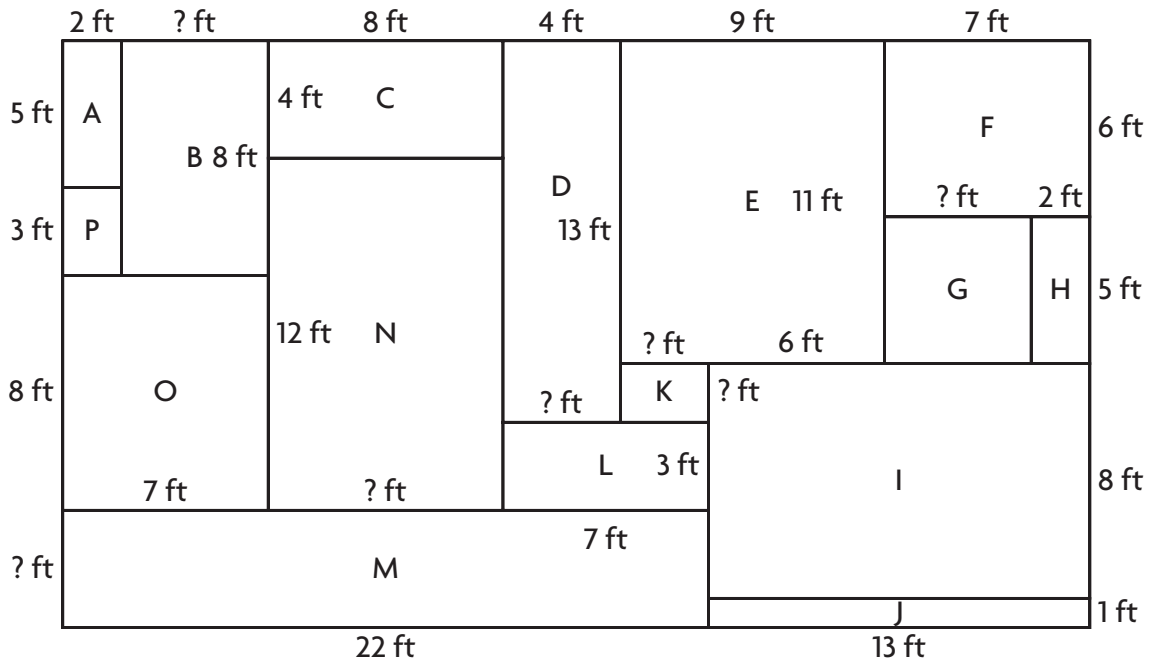 2 ft ? ft 8 ft 4 ft 9 ft 7 ft
5 ft A 4 ft C F 6 ft
B 8 ft
D E 11 ft ? ft 2 ft
3 ft P 13 ft
G H 5 ft
12 ft N ? ft 6 ft
8 ft O ? ft K ? ft
L 3 ft I 8 ft
7 ft ? ft
7 ft
? ft M
J 1 ft
22 ft 13 ft